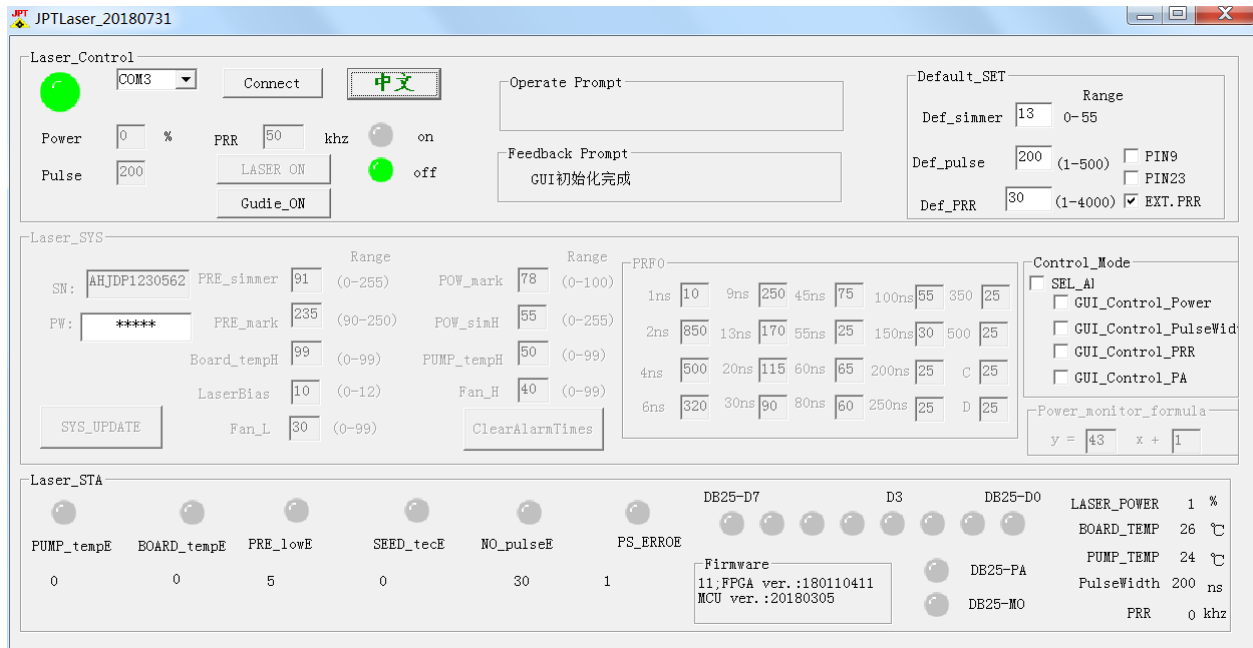 JPT JPTLaser_20180731
Laser_Control
COM3 Connect 中文
Operate Prompt
Default_SET
Range
Def_simmer 13 0-55
Power 0 % PRR 50 khz on
Feedback Prompt
GUI初始化完成
Def_pulse 200 (1-500) PIN9
PIN23
Pulse 200 LASER ON off
Gudie_ON
Def_PRR 30 (1-4000) EXT.PRR
Laser_SYS
Range Range
SN: AHJDP1230562 PRE_simmer 91 (0-255) POW_mark 78 (0-100)
PW: ***** PRE_mark 235 (90-250) POW_simH 55 (0-255)
Board_tempH 99 (0-99) PUMP_tempH 50 (0-99)
LaserBias 10 (0-12) Fan_H 40 (0-99)
SYS_UPDATE Fan_L 30 (0-99) ClearAlarmTimes
PRF0
1ns 10 9ns 250 45ns 75 100ns 55 350 25
2ns 850 13ns 170 55ns 25 150ns 30 500 25
4ns 500 20ns 115 60ns 65 200ns 25 C 25
6ns 320 30ns 90 80ns 60 250ns 25 D 25
Control_Mode
SEL_Al
GUI_Control_Power
GUI_Control_PulseWidt
GUI_Control_PRR
GUI_Control_PA
Power_monitor_formula
y = 43 x + 1
Laser_STA
PUMP_tempE BOARD_tempE PRE_lowE SEED_tecE NO_pulseE PS_ERROE
0 0 5 0 30 1
DB25-D7 D3 DB25-D0
Firmware
11;FPGA ver.:180110411
MCU ver.:20180305
DB25-PA
DB25-MO
LASER_POWER 1 %
BOARD_TEMP 26 ℃
PUMP_TEMP 24 ℃
PulseWidth 200 ns
PRR 0 khz